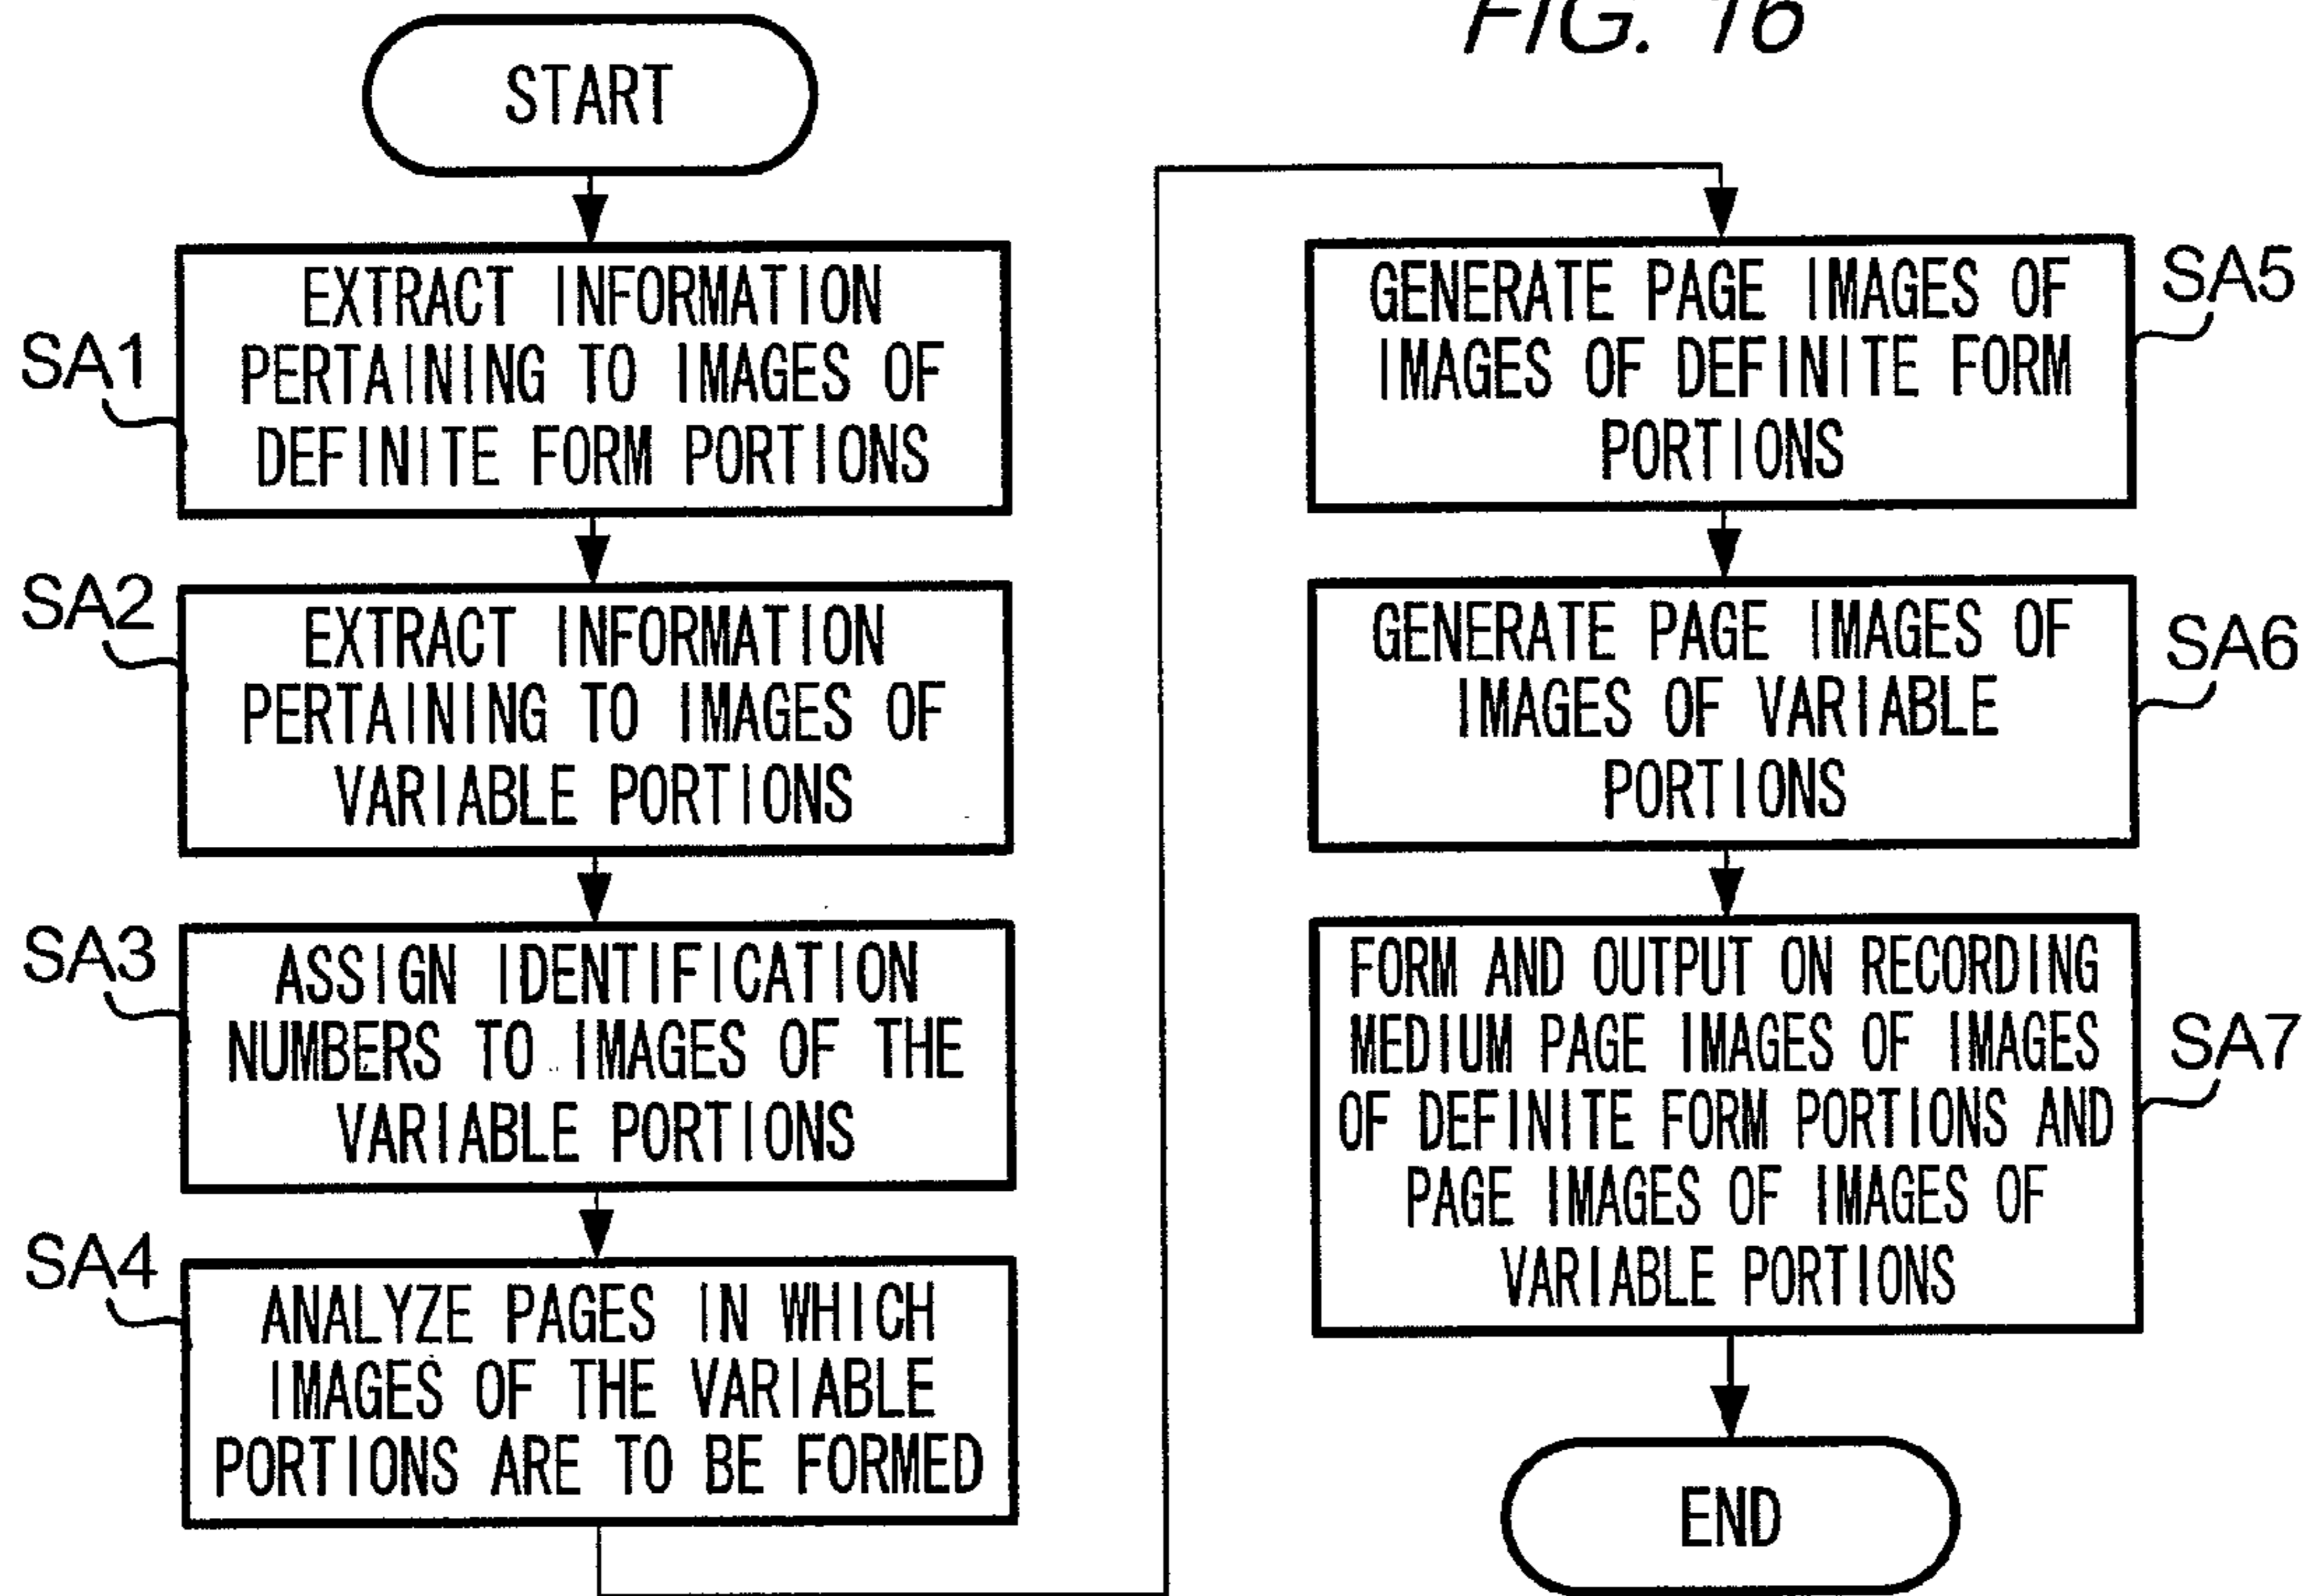 FIG. 16
START
SA1
EXTRACT INFORMATION
PERTAINING TO IMAGES OF
DEFINITE FORM PORTIONS
SA2
EXTRACT INFORMATION
PERTAINING TO IMAGES OF
VARIABLE PORTIONS
SA3
ASSIGN IDENTIFICATION
NUMBERS TO IMAGES OF THE
VARIABLE PORTIONS
SA4
ANALYZE PAGES IN WHICH
IMAGES OF THE VARIABLE
PORTIONS ARE TO BE FORMED
GENERATE PAGE IMAGES OF
IMAGES OF DEFINITE FORM
PORTIONS
SA5
GENERATE PAGE IMAGES OF
IMAGES OF VARIABLE
PORTIONS
SA6
FORM AND OUTPUT ON RECORDING
MEDIUM PAGE IMAGES OF IMAGES
OF DEFINITE FORM PORTIONS AND
PAGE IMAGES OF IMAGES OF
VARIABLE PORTIONS
SA7
END